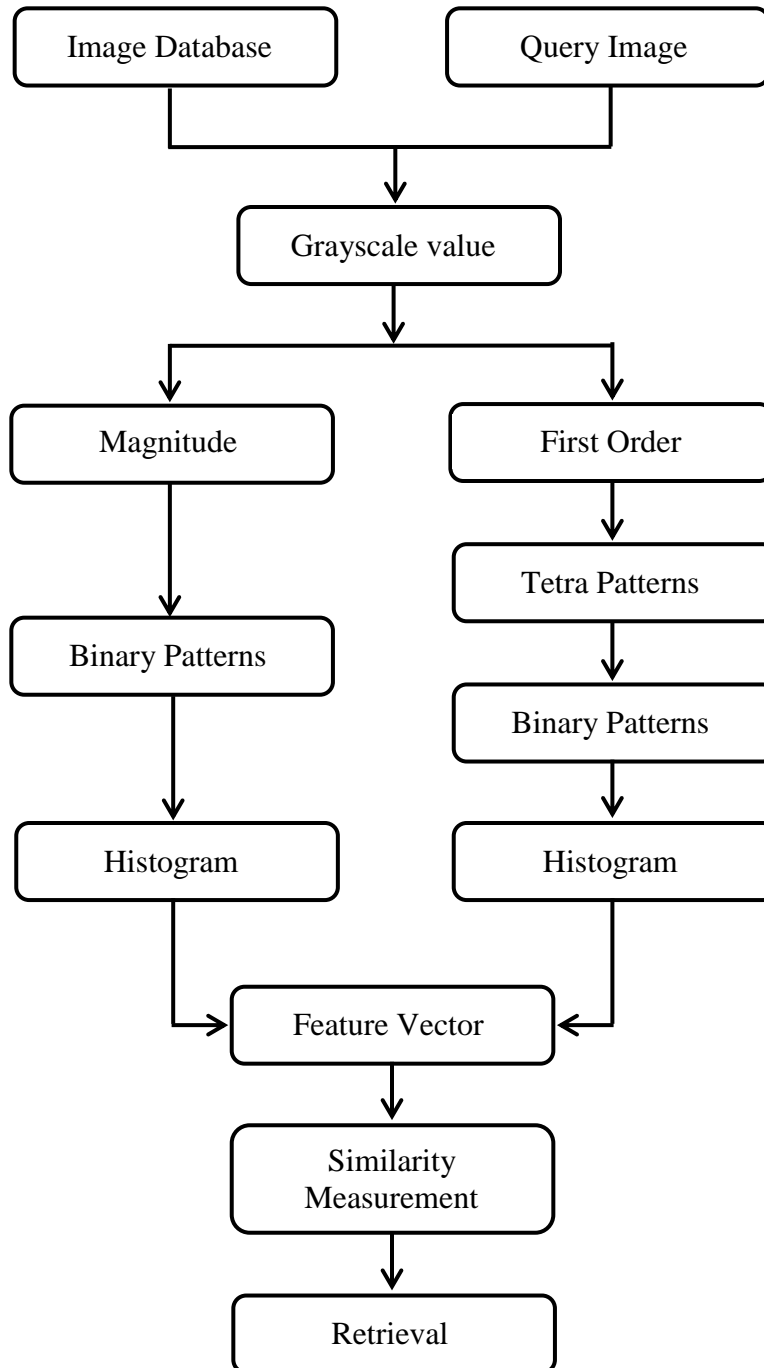 Image Database
Query Image
Grayscale value
Magnitude
First Order
Tetra Patterns
Binary Patterns
Binary Patterns
Histogram
Histogram
Feature Vector
Similarity
Measurement
Retrieval